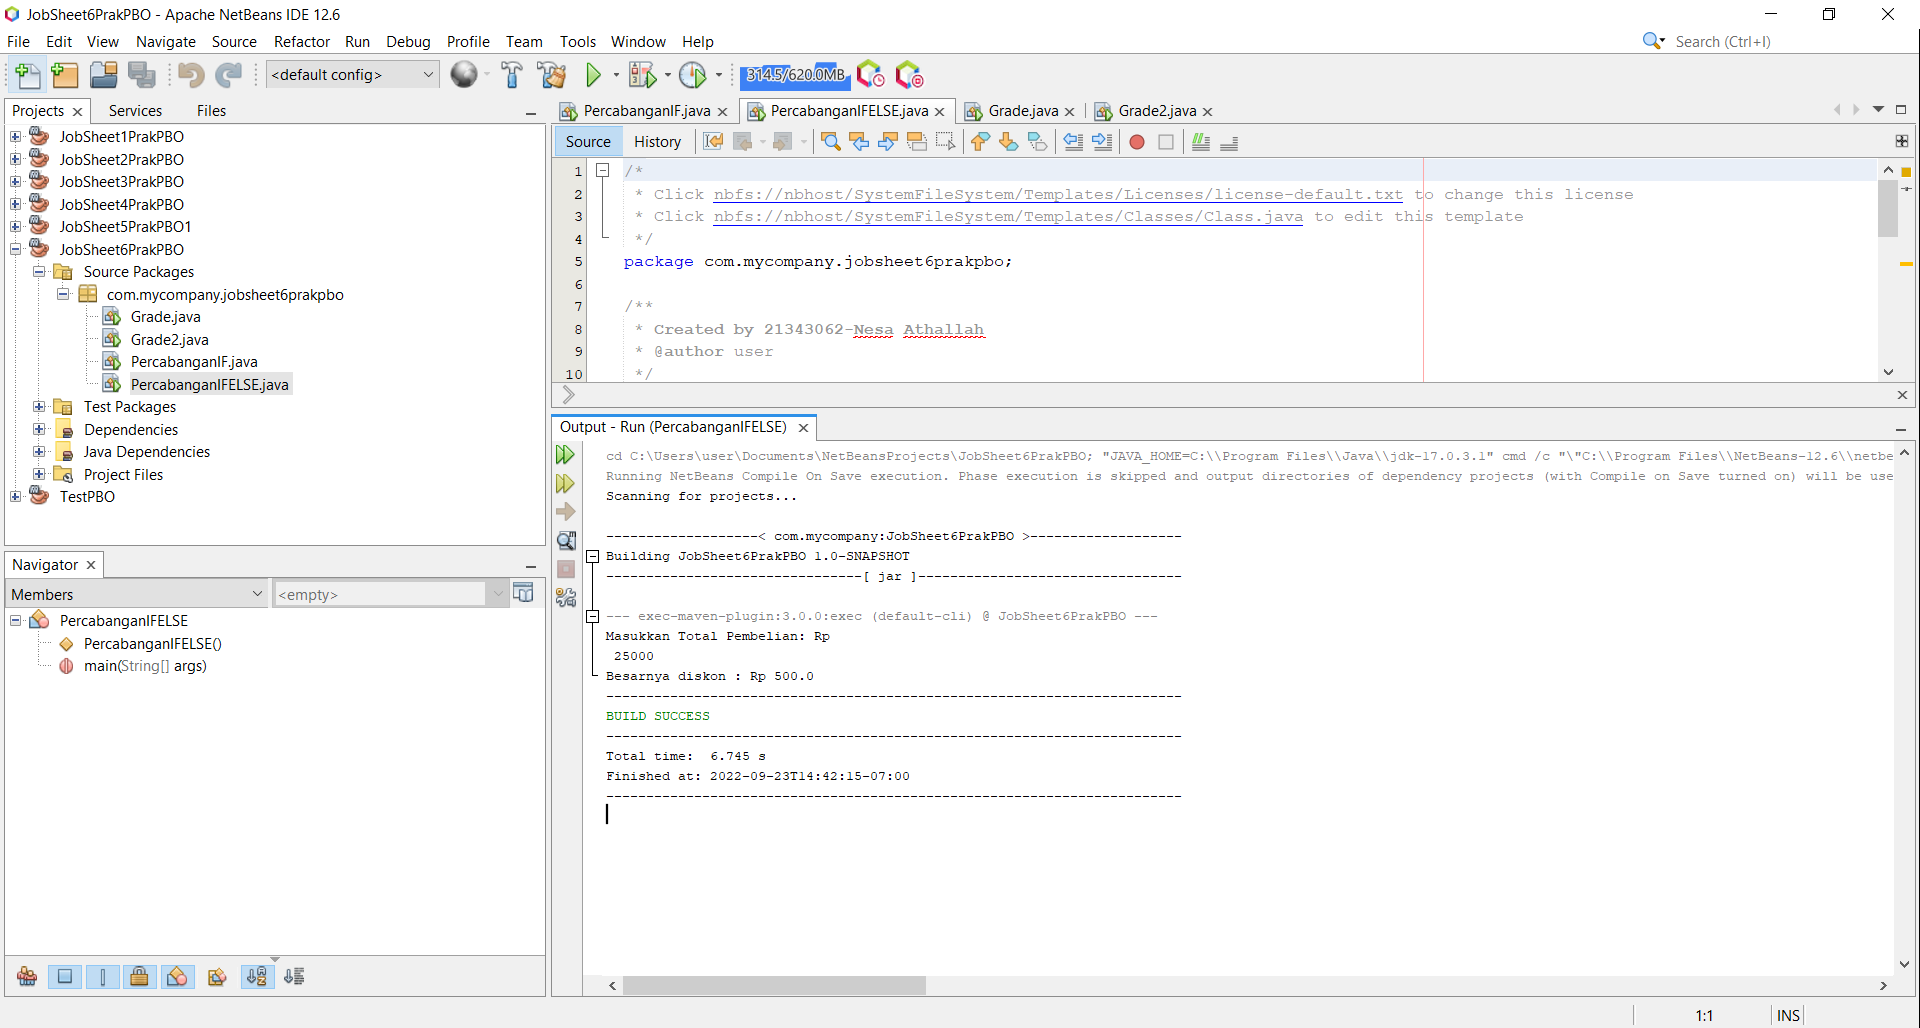 JobSheet6PrakPBO - Apache NetBeans IDE 12.6
File Edit View Navigate Source Refactor Run Debug Profile Team Tools Window Help
Search (Ctrl+I)
<default config>
314.5/620.0MB
Projects Services Files
JobSheet1PrakPBO
JobSheet2PrakPBO
JobSheet3PrakPBO
JobSheet4PrakPBO
JobSheet5PrakPBO1
JobSheet6PrakPBO
Source Packages
com.mycompany.jobsheet6prakpbo
Grade.java
Grade2.java
PercabanganIF.java
PercabanganIFELSE.java
Test Packages
Dependencies
Java Dependencies
Project Files
TestPBO
Navigator
Members
<empty>
PercabanganIFELSE
PercabanganIFELSE()
main(String[] args)
PercabanganIF.java PercabanganIFELSE.java Grade.java Grade2.java
Source History
1 /*
2 * Click nbfs://nbhost/SystemFileSystem/Templates/Licenses/license-default.txt to change this license
3 * Click nbfs://nbhost/SystemFileSystem/Templates/Classes/Class.java to edit this template
4 */
5 package com.mycompany.jobsheet6prakpbo;
6
7 /**
8 * Created by 21343062-Nesa Athallah
9 * @author user
10 */
Output - Run (PercabanganIFELSE)
cd C:\Users\user\Documents\NetBeansProjects\JobSheet6PrakPBO; "JAVA_HOME=C:\\Program Files\\Java\\jdk-17.0.3.1" cmd /c "\"C:\\Program Files\\NetBeans-12.6\\netbe
Running NetBeans Compile On Save execution. Phase execution is skipped and output directories of dependency projects (with Compile on Save turned on) will be use
Scanning for projects...
-------------------< com.mycompany:JobSheet6PrakPBO >-------------------
Building JobSheet6PrakPBO 1.0-SNAPSHOT
--------------------------------[ jar ]---------------------------------
--- exec-maven-plugin:3.0.0:exec (default-cli) @ JobSheet6PrakPBO ---
Masukkan Total Pembelian: Rp
25000
Besarnya diskon : Rp 500.0
------------------------------------------------------------------------
BUILD SUCCESS
------------------------------------------------------------------------
Total time:  6.745 s
Finished at: 2022-09-23T14:42:15-07:00
------------------------------------------------------------------------
1:1 INS